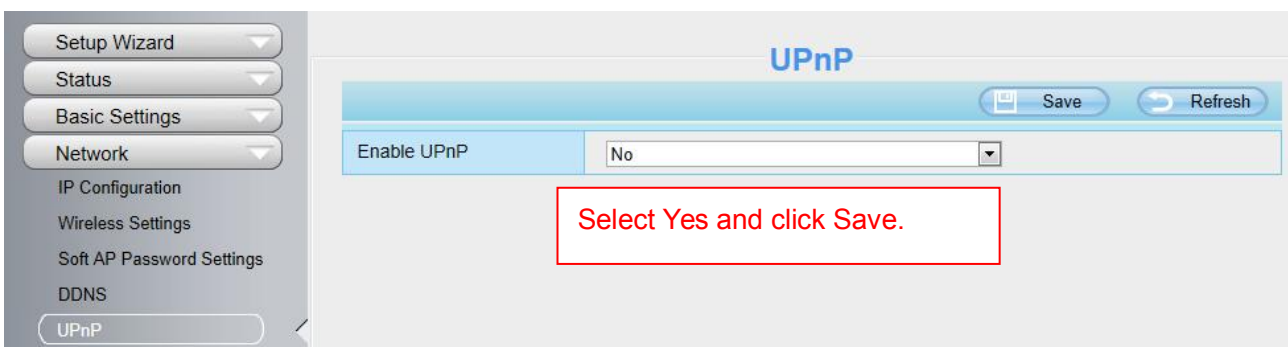 Setup Wizard
Status
Basic Settings
Network
IP Configuration
Wireless Settings
Soft AP Password Settings
DDNS
UPnP
UPnP
Save Refresh
Enable UPnP No
Select Yes and click Save.